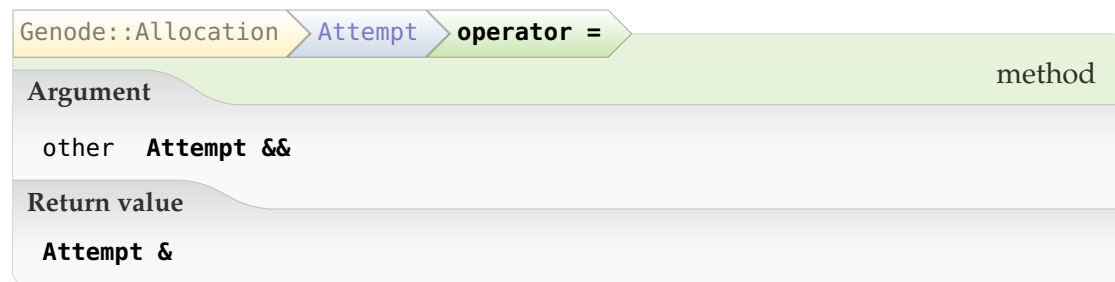 Genode::Allocation Attempt operator =
method
Argument
other Attempt &&
Return value
Attempt &